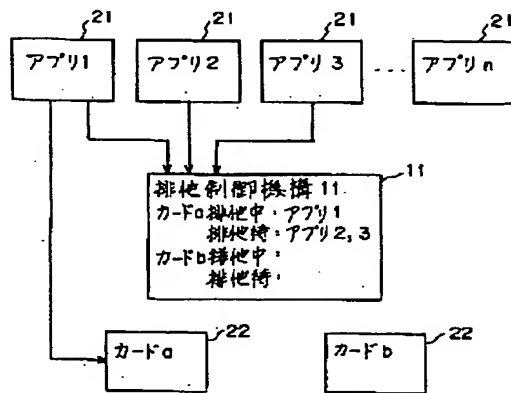 21 21 21 21
アプリ1 アプリ2 アプリ3 アプリn
11
排他制御機構11
カードa排他中:アプリ1
排他待:アプリ2,3
カードb排他中:
排他待:
22 22
カードa カードb